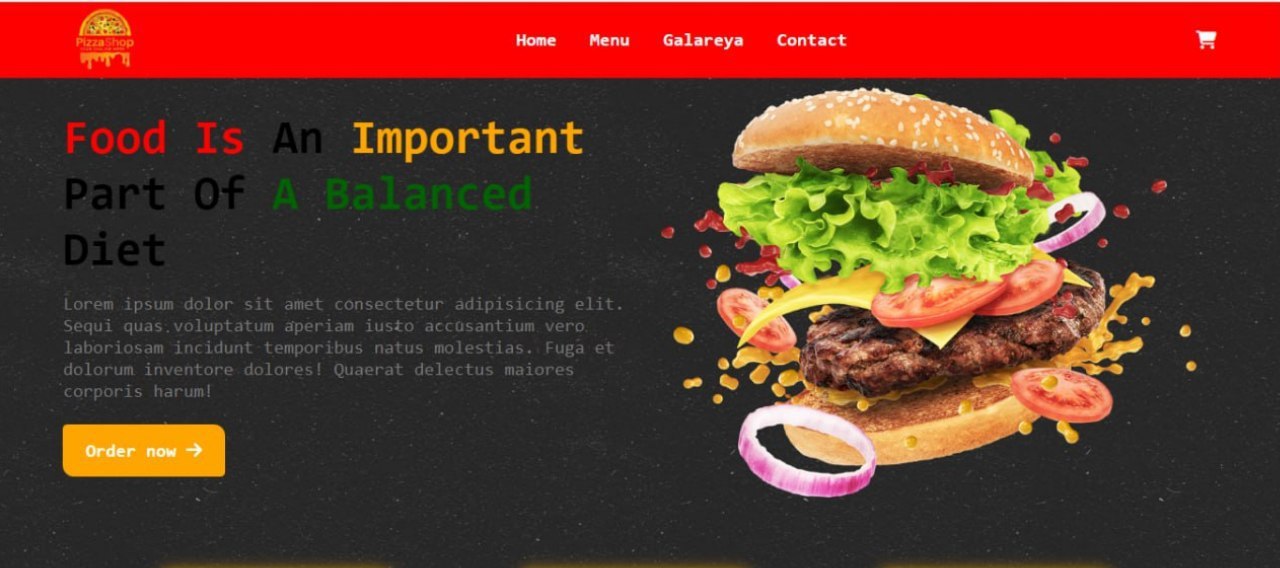 PizzaShop
Home Menu Galareya Contact
Food Is An Important
Part Of A Balanced
Diet
Lorem ipsum dolor sit amet consectetur adipisicing elit.
Sequi quas voluptatum aperiam iusto accusantium vero
laboriosam incidunt temporibus natus molestias. Fuga et
dolorum inventore dolores! Quaerat delectus maiores
corporis harum!
Order now →